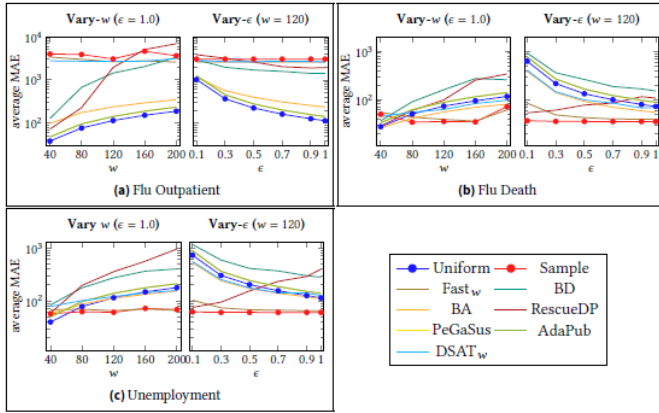 Vary-w (ϵ = 1.0) Vary-ϵ (w = 120)
10⁴
10³
10²
average MAE
40 80 120 160 200 0.1 0.3 0.5 0.7 0.9 1
w ϵ
(a) Flu Outpatient
Vary-w (ϵ = 1.0) Vary-ϵ (w = 120)
10³
10²
average MAE
40 80 120 160 200 0.1 0.3 0.5 0.7 0.9 1
w ϵ
(b) Flu Death
Vary w (ϵ = 1.0) Vary-ϵ (w = 120)
10³
10²
average MAE
40 80 120 160 200 0.1 0.3 0.5 0.7 0.9 1
w ϵ
(c) Unemployment
Uniform Sample
Fast_w BD
BA RescueDP
PeGaSus AdaPub
DSAT_w